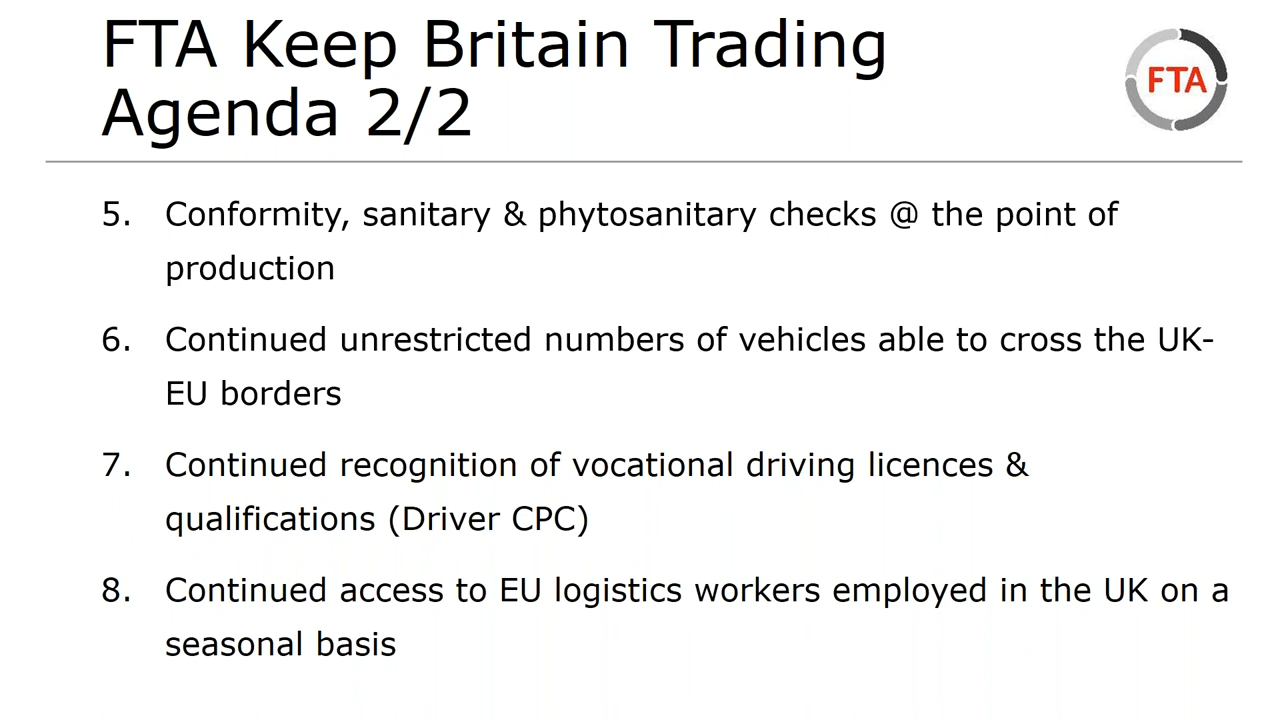 FTA Keep Britain Trading
Agenda 2/2
FTA
5. Conformity, sanitary & phytosanitary checks @ the point of
production
6. Continued unrestricted numbers of vehicles able to cross the UK-
EU borders
7. Continued recognition of vocational driving licences &
qualifications (Driver CPC)
8. Continued access to EU logistics workers employed in the UK on a
seasonal basis